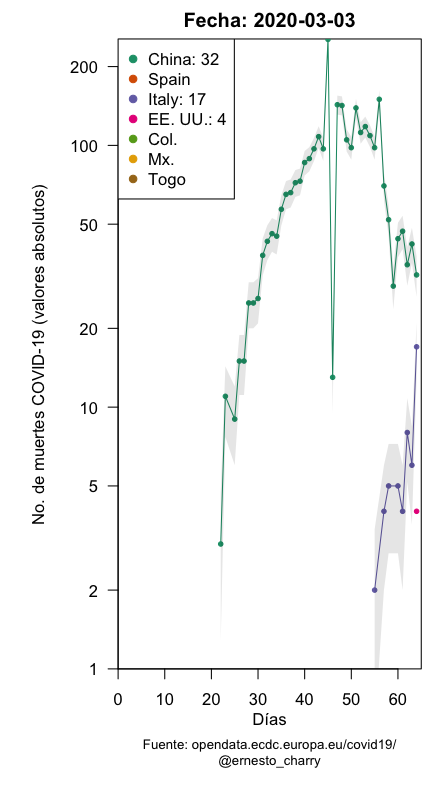 Fecha: 2020-03-03
China: 32
Spain
Italy: 17
EE. UU.: 4
Col.
Mx.
Togo
No. de muertes COVID-19 (valores absolutos)
200
100
50
20
10
5
2
1
0 10 20 30 40 50 60
Días
Fuente: opendata.ecdc.europa.eu/covid19/
@ernesto_charry